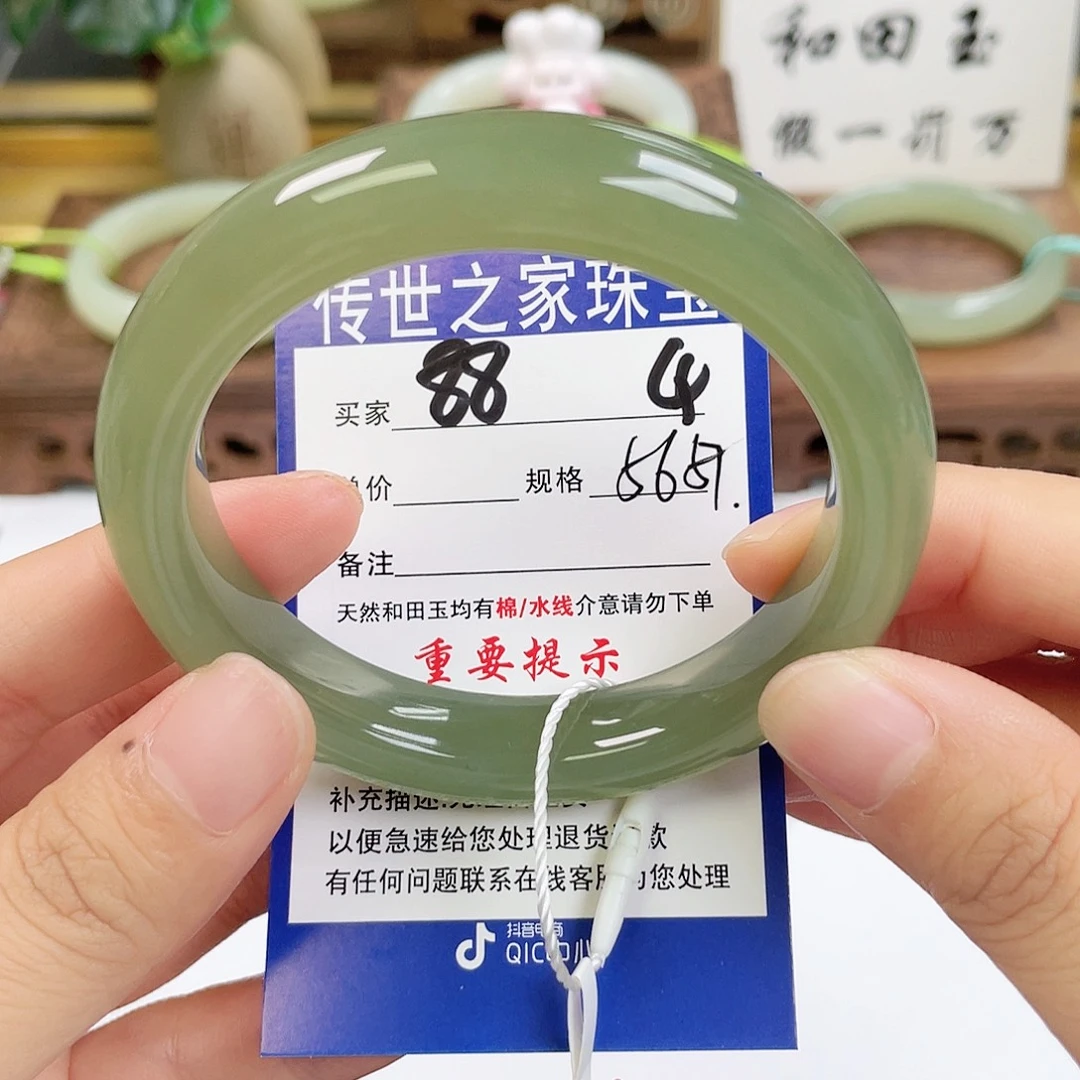 和田玉
假一罚万
传世之家珠宝
买家 88 4
单价 规格
备注
天然和田玉均有棉/水线介意请勿下单
重要提示
补充描述:
以便急速给您处理退货 款
有任何问题联系在线客服为您处理
抖音电商